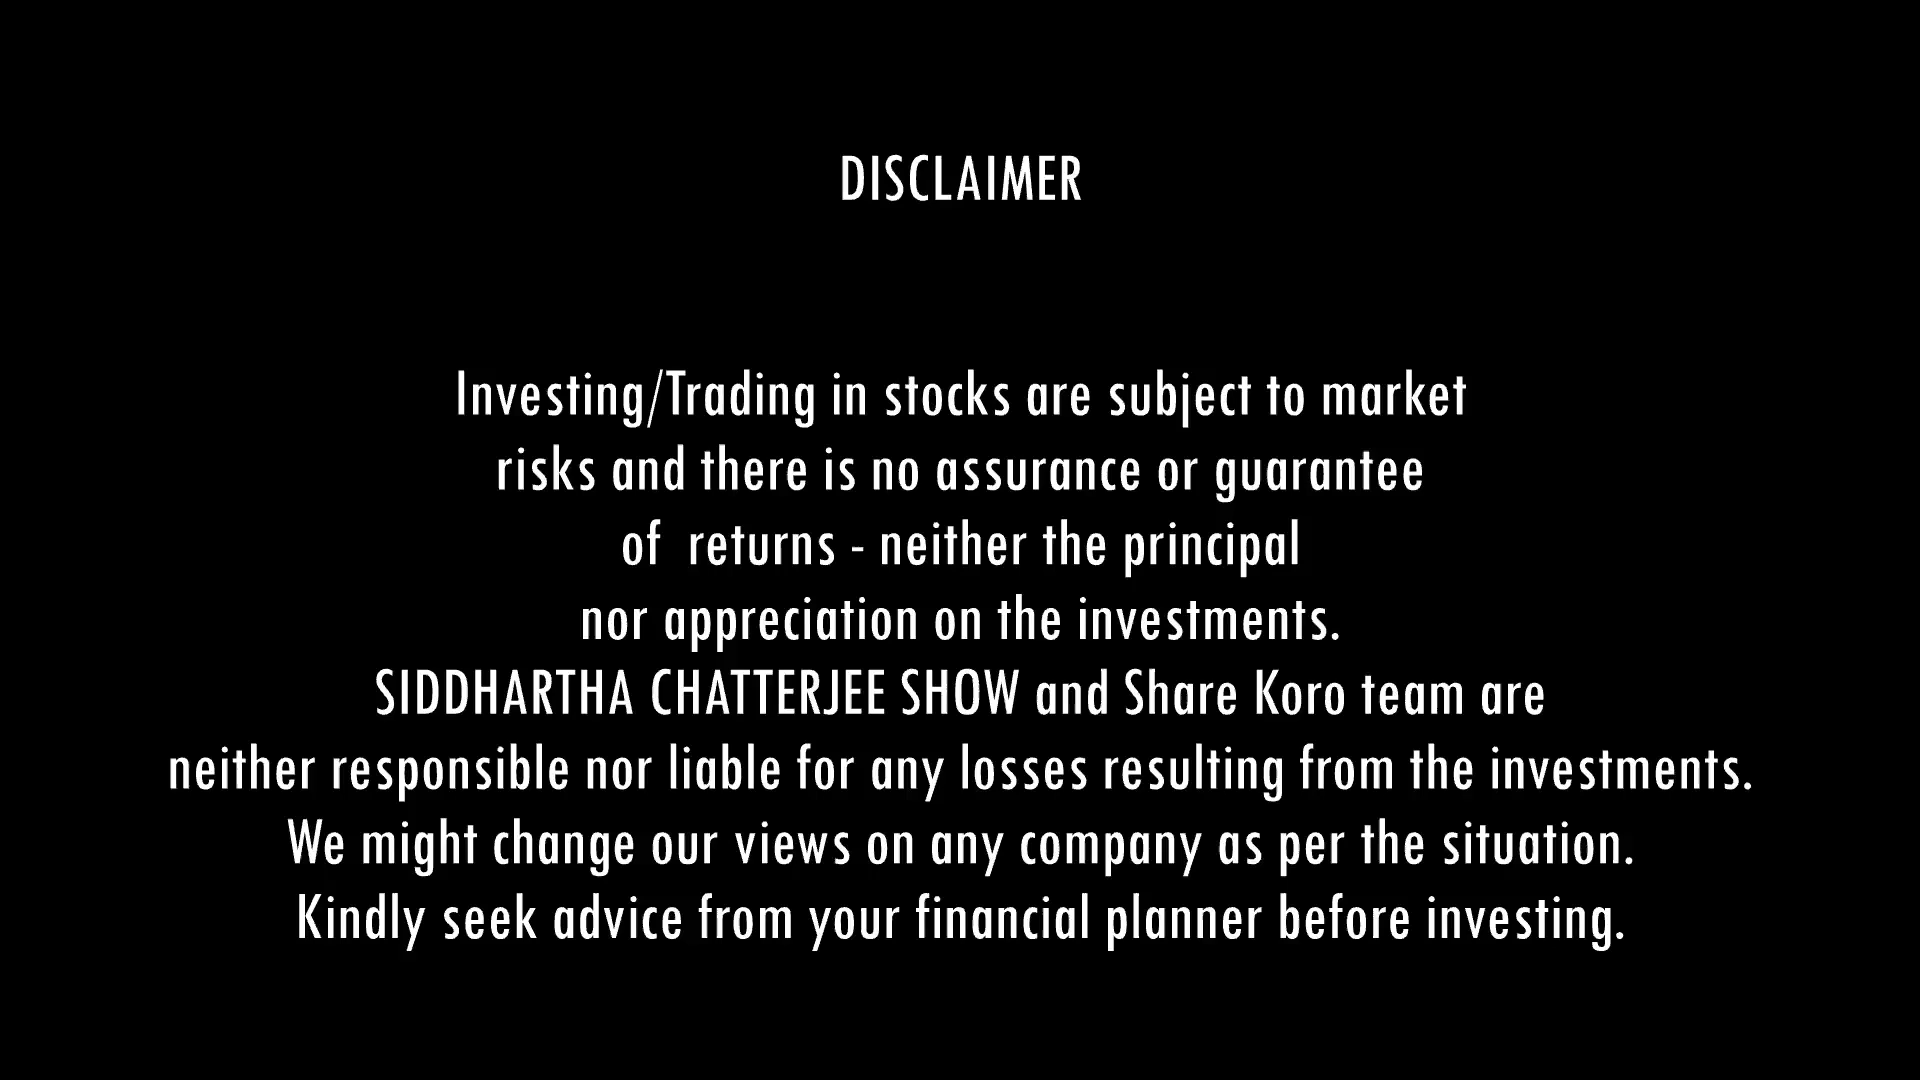 DISCLAIMER
Investing/Trading in stocks are subject to market
risks and there is no assurance or guarantee
of returns - neither the principal
nor appreciation on the investments.
SIDDHARTHA CHATTERJEE SHOW and Share Koro team are
neither responsible nor liable for any losses resulting from the investments.
We might change our views on any company as per the situation.
Kindly seek advice from your financial planner before investing.